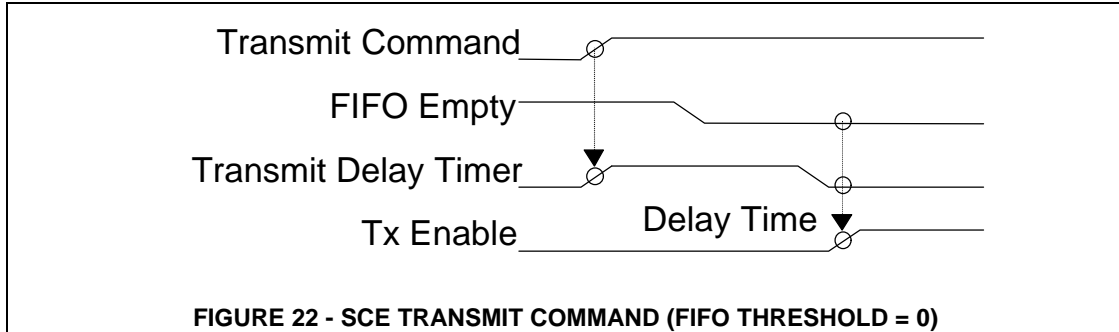 Transmit Command
FIFO Empty
Transmit Delay Timer
Delay Time
Tx Enable
FIGURE 22 - SCE TRANSMIT COMMAND (FIFO THRESHOLD = 0)